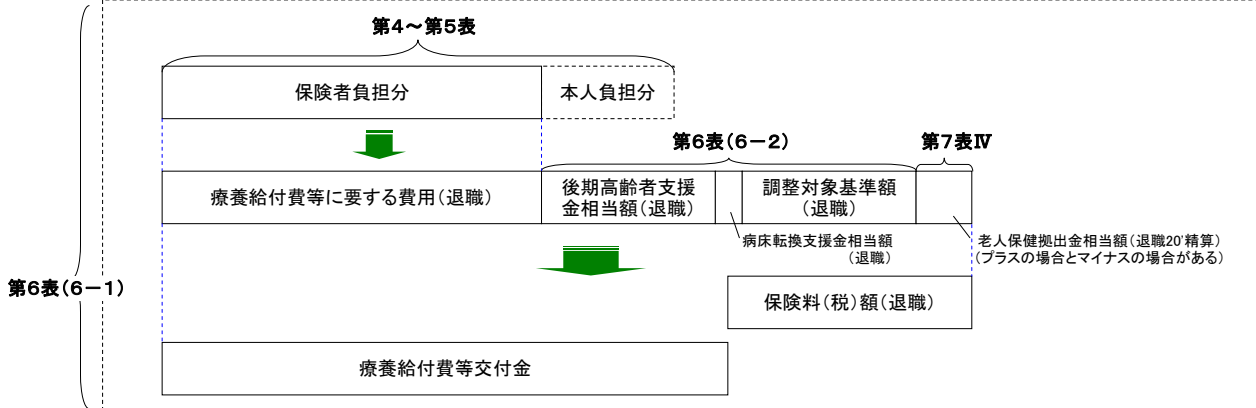 第4～第5表
保険者負担分
本人負担分
第6表(6－2)
第7表Ⅳ
療養給付費等に要する費用(退職)
後期高齢者支援
金相当額(退職)
調整対象基準額
(退職)
病床転換支援金相当額
(退職)
老人保健拠出金相当額(退職20'精算)
(プラスの場合とマイナスの場合がある)
第6表(6－1)
保険料(税)額(退職)
療養給付費等交付金